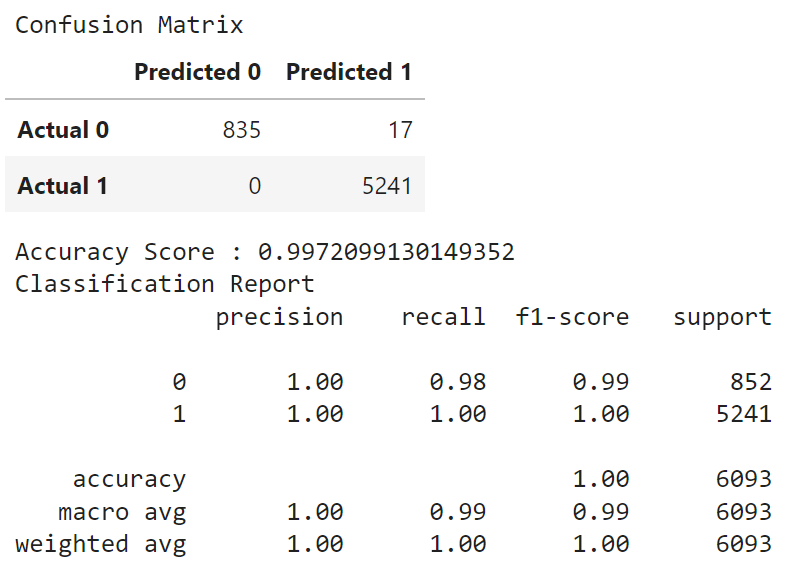 Confusion Matrix
Predicted 0 Predicted 1
Actual 0 835 17
Actual 1 0 5241
Accuracy Score : 0.9972099130149352
Classification Report
precision recall f1-score support
0 1.00 0.98 0.99 852
1 1.00 1.00 1.00 5241
accuracy 1.00 6093
macro avg 1.00 0.99 0.99 6093
weighted avg 1.00 1.00 1.00 6093